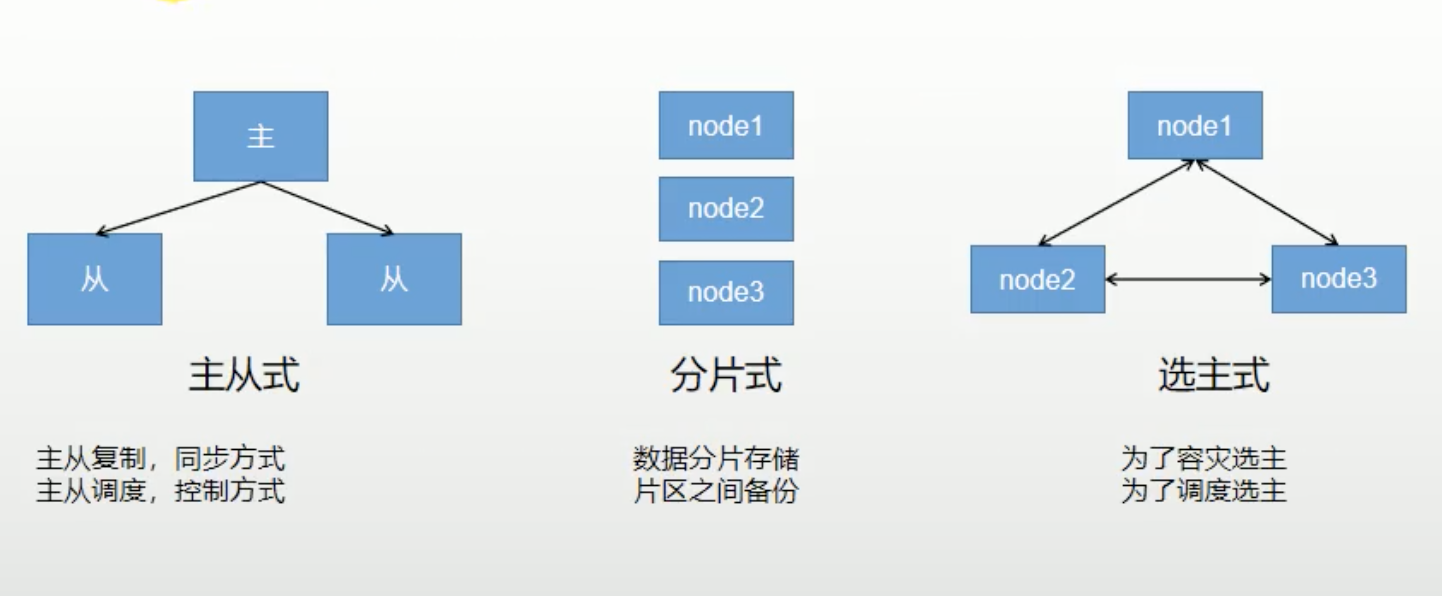 主
从
从
主从式
主从复制，同步方式
主从调度，控制方式
node1
node2
node3
分片式
数据分片存储
片区之间备份
node1
node2
node3
选主式
为了容灾选主
为了调度选主